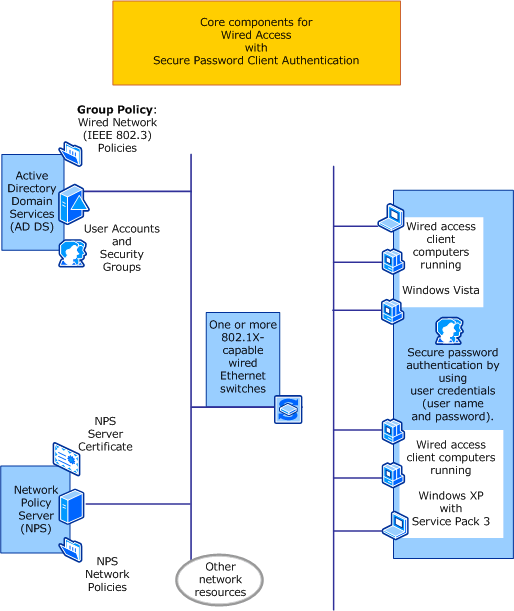 Core components for
Wired Access
with
Secure Password Client Authentication
Group Policy:
Wired Network
(IEEE 802.3)
Policies
Active
Directory
Domain
Services
(AD DS)
User Accounts
and
Security
Groups
One or more
802.1X-
capable
wired
Ethernet
switches
NPS
Server
Certificate
Network
Policy
Server
(NPS)
NPS
Network
Policies
Other
network
resources
Wired access
client
computers
running
Windows Vista
Secure password
authentication by
using
user credentials
(user name
and password).
Wired access
client computers
running
Windows XP
with
Service Pack 3